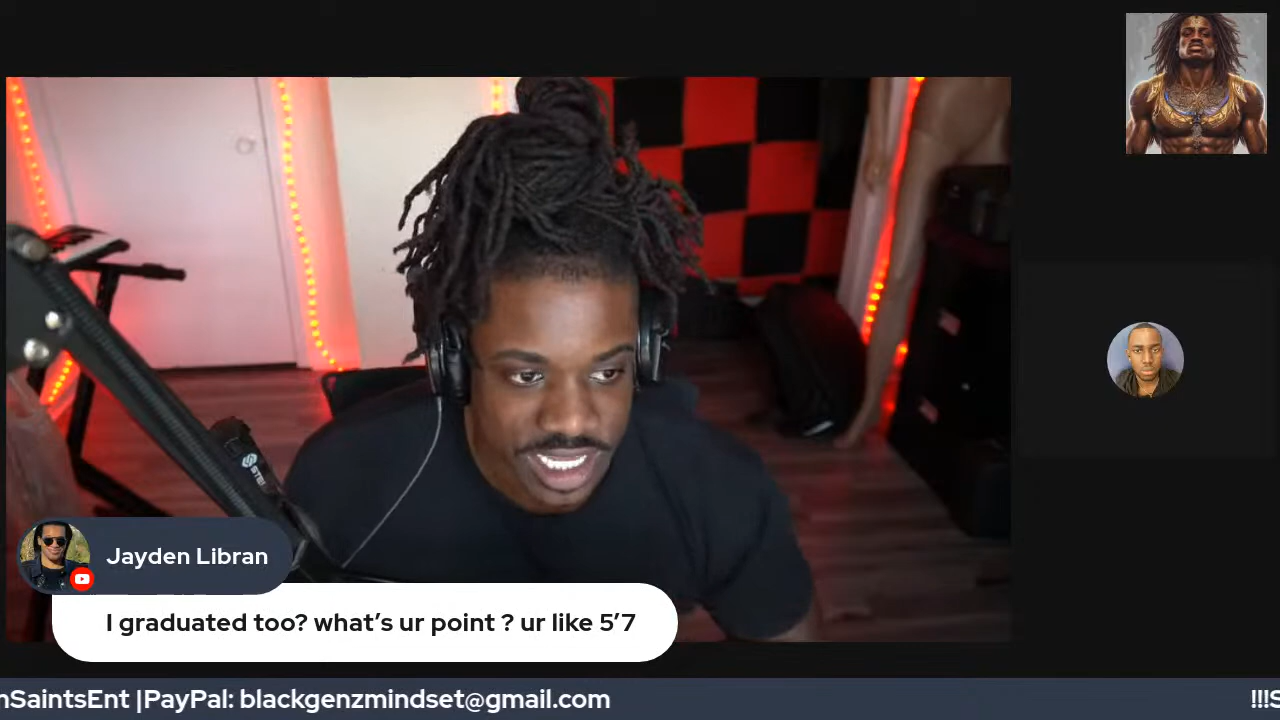 Jayden Libran
I graduated too? what's ur point ? ur like 5'7
nSaintsEnt |PayPal: blackgenzmindset@gmail.com
!!!S